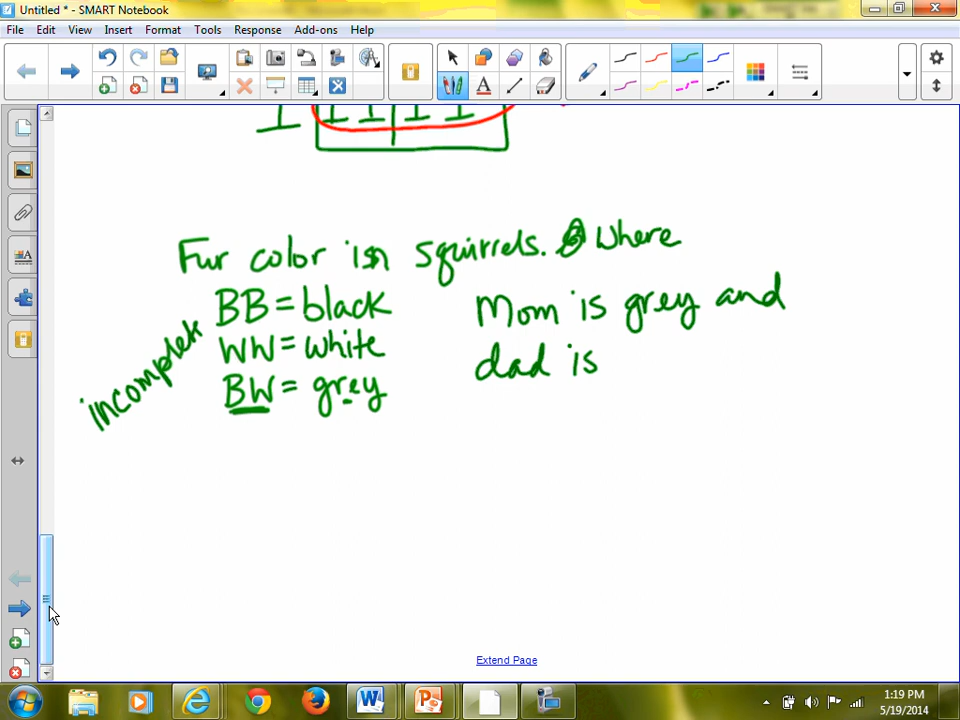 Untitled * - SMART Notebook
File Edit View Insert Format Tools Response Add-ons Help
Fur color in squirrels. Where
BB = black
WW = white
BW = grey
incomplete
Mom is grey and
dad is
Extend Page
1:19 PM
5/19/2014